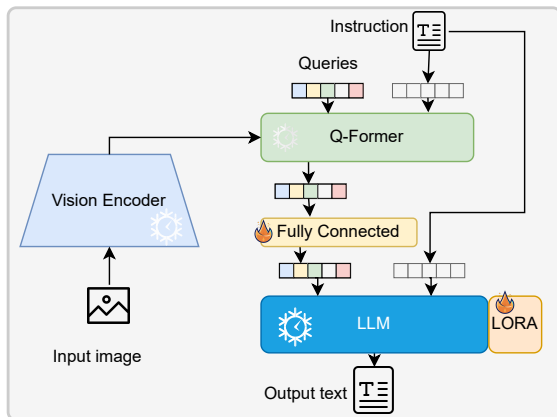 Instruction
Queries
Q-Former
Vision Encoder
Fully Connected
LLM
LORA
Input image
Output text